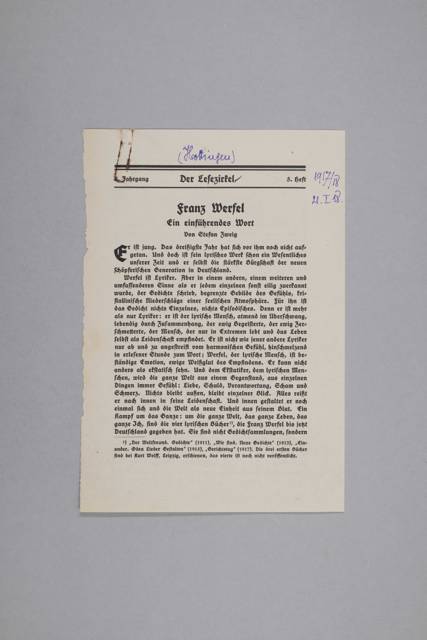 (Hottingen)
Jahrgang Der Lesezirkel 5. Heft
1917/18
21. I 18.
Franz Werfel
Ein einführendes Wort
Von Stefan Zweig
Er ist jung. Das dreißigste Jahr hat sich vor ihm noch nicht auf-
getan. Und doch ist sein lyrisches Werk schon ein Wesentliches
unserer Zeit und er selbst die stärkste Bürgschaft der neuen
schöpferischen Generation in Deutschland.
Werfel ist Lyriker. Aber in einem andern, einem weiteren und
umfassenderen Sinne als er jedem einzelnen sonst eilig zuerkannt
wurde, der Gedichte schrieb, begrenzte Gebilde des Gefühls, kri-
stallinische Niederschläge einer seelischen Atmosphäre. Für ihn ist
das Gedicht nichts Einzelnes, nichts Episodisches. Denn er ist mehr
als nur Lyriker: er ist der lyrische Mensch, atmend im Überschwang,
lebendig durch Zusammenhang, der ewig Begeisterte, der ewig Zer-
schmetterte, der Mensch, der nur in Extremen lebt und das Leben
selbst als Leidenschaft empfindet. Er ist nicht wie jener andere Lyriker
nur ab und zu angestreift vom harmonischen Gefühl, hinschmelzend
in erlesener Stunde zum Wort; Werfel, der lyrische Mensch, ist be-
ständige Emotion, ewige Weißglut des Empfindens. Er kann nicht
anders als ekstatisch sehn. Und dem Ekstatiker, dem lyrischen Men-
schen, wird die ganze Welt aus einem Gegenstand, aus einzelnen
Dingen immer Gefühl: Liebe, Schuld, Verantwortung, Scham und
Schmerz. Nichts bleibt außen, bleibt einzelner Blick. Alles reißt
er nach innen in seine Leidenschaft. Und innen gestaltet er noch
einmal sich und die Welt als neue Einheit aus seinem Blut. Ein
Kampf um das Ganze: um die ganze Welt, das ganze Leben, das
ganze Ich, sind die vier lyrischen Bücher¹), die Franz Werfel bis jetzt
Deutschland gegeben hat. Sie sind nicht Gedichtsammlungen, sondern
¹) „Der Weltfreund. Gedichte" (1911), „Wir sind. Neue Gedichte" (1913), „Ein-
ander. Oden Lieder Gestalten" (1915), „Gerichtstag" (1917). Die drei ersten Bücher
sind bei Kurt Wolff, Leipzig, erschienen, das vierte ist noch nicht veröffentlicht.